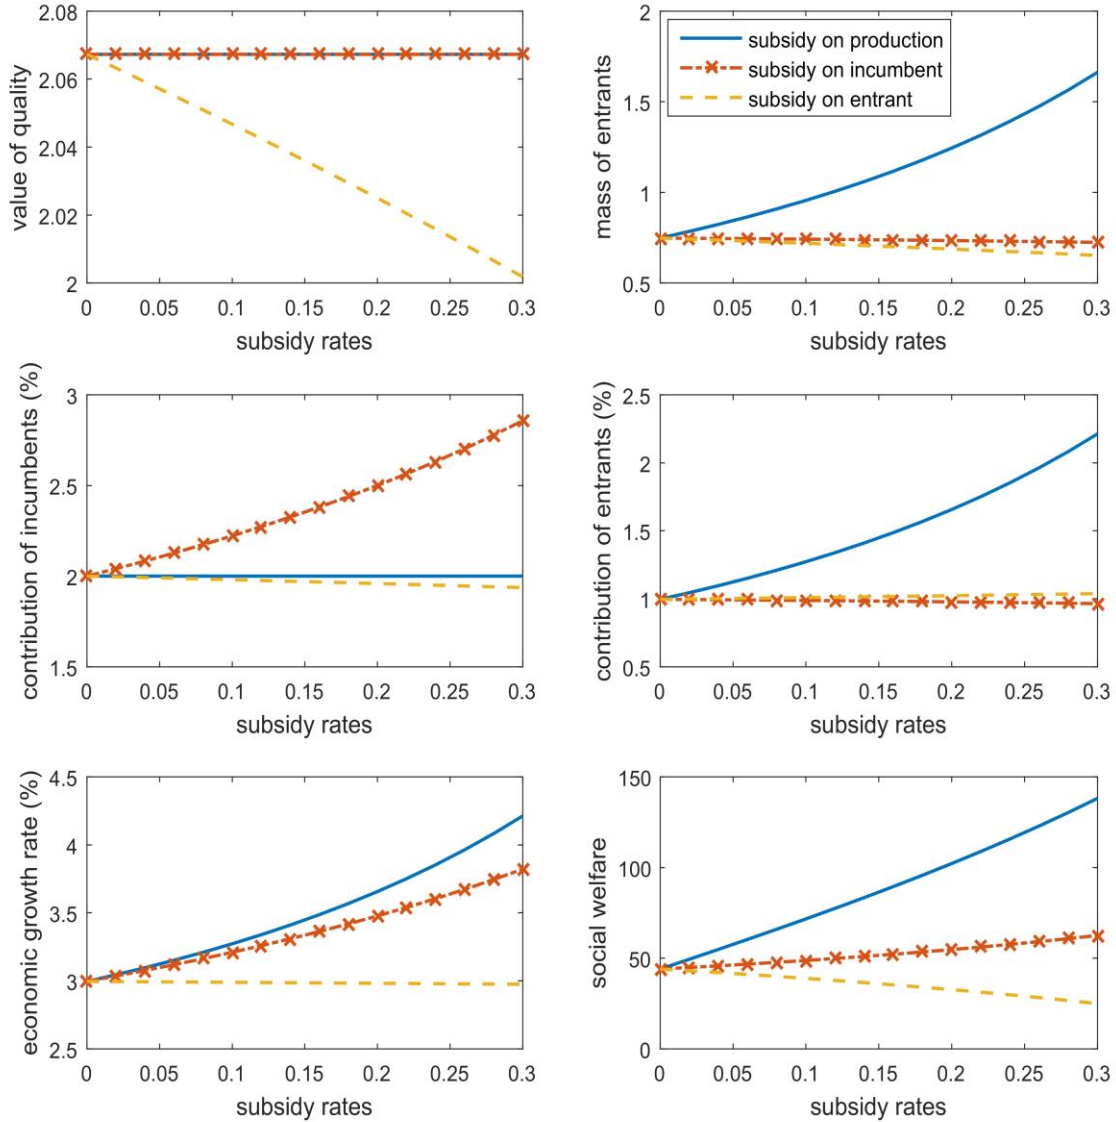 2.08
2.06
2.04
2.02
2
value of quality
0 0.05 0.1 0.15 0.2 0.25 0.3
subsidy rates
2
1.5
1
0.5
mass of entrants
subsidy on production
subsidy on incumbent
subsidy on entrant
0 0.05 0.1 0.15 0.2 0.25 0.3
subsidy rates
3
2.5
2
1.5
contribution of incumbents (%)
0 0.05 0.1 0.15 0.2 0.25 0.3
subsidy rates
2.5
2
1.5
1
0.5
contribution of entrants (%)
0 0.05 0.1 0.15 0.2 0.25 0.3
subsidy rates
4.5
4
3.5
3
2.5
economic growth rate (%)
0 0.05 0.1 0.15 0.2 0.25 0.3
subsidy rates
150
100
50
0
social welfare
0 0.05 0.1 0.15 0.2 0.25 0.3
subsidy rates